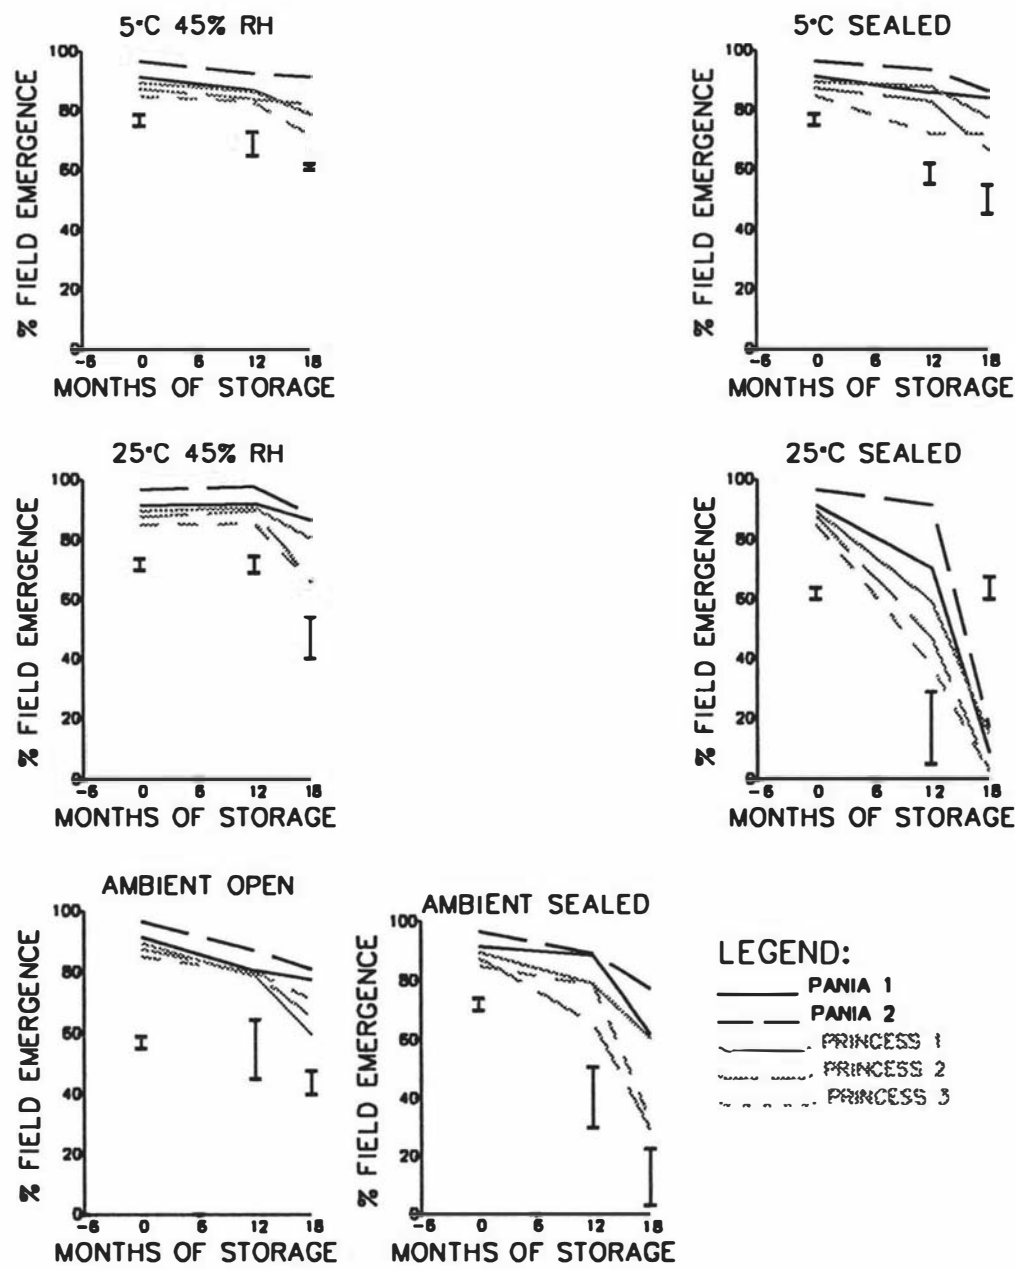 5°C 45% RH
% FIELD EMERGENCE
100
80
60
40
20
0
-6 0 6 12 18
MONTHS OF STORAGE
5°C SEALED
% FIELD EMERGENCE
100
80
60
40
20
0
-6 0 6 12 18
MONTHS OF STORAGE
25°C 45% RH
% FIELD EMERGENCE
100
80
60
40
20
0
-6 0 6 12 18
MONTHS OF STORAGE
25°C SEALED
% FIELD EMERGENCE
100
80
60
40
20
0
-6 0 6 12 18
MONTHS OF STORAGE
AMBIENT OPEN
% FIELD EMERGENCE
100
80
60
40
20
0
-6 0 6 12 18
MONTHS OF STORAGE
AMBIENT SEALED
% FIELD EMERGENCE
100
80
60
40
20
0
-6 0 6 12 18
MONTHS OF STORAGE
LEGEND:
PANIA 1
PANIA 2
PRINCESS 1
PRINCESS 2
PRINCESS 3